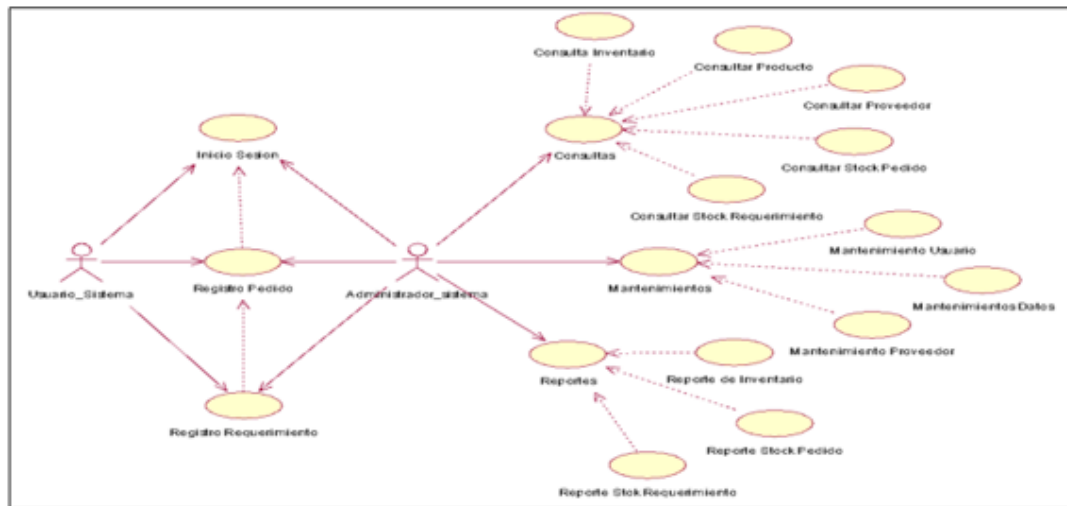 Consulta Inventario
Consultar Producto
Consultar Proveedor
Inicio Sesion
Consultas
Consultar Stock Pedido
Consultar Stock Requerimiento
Mantenimiento Usuario
Usuario_Sistema
Registro Pedido
Administrador_sistema
Mantenimientos
Mantenimientos Datos
Mantenimiento Proveedor
Reportes
Reporte de Inventario
Registro Requerimiento
Reporte Stock Pedido
Reporte Stok Requerimiento